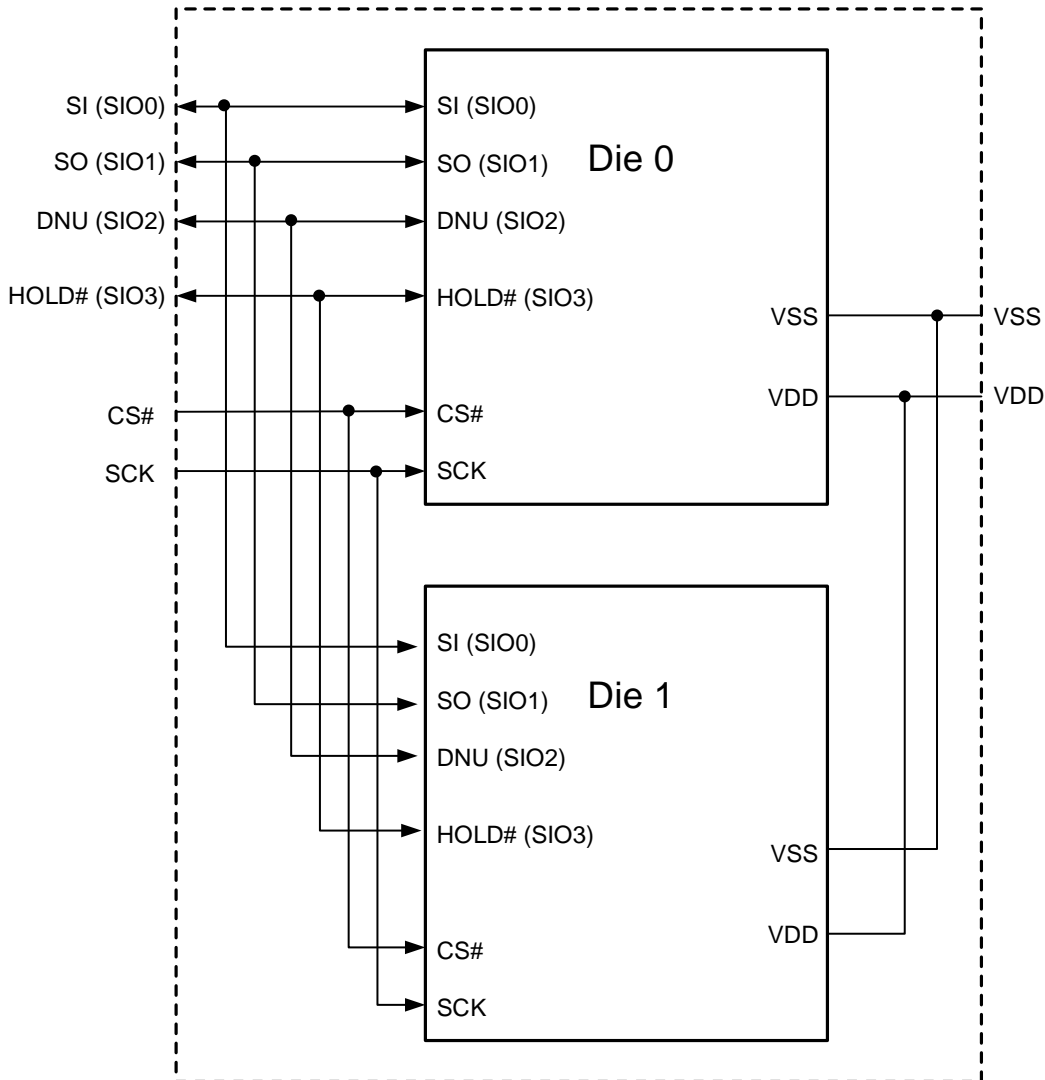 SI (SIO0)
SO (SIO1)
DNU (SIO2)
HOLD# (SIO3)
CS#
SCK
SI (SIO0)
SO (SIO1)
DNU (SIO2)
HOLD# (SIO3)
CS#
SCK
Die 0
VSS
VDD
VSS
VDD
SI (SIO0)
SO (SIO1)
DNU (SIO2)
HOLD# (SIO3)
CS#
SCK
Die 1
VSS
VDD